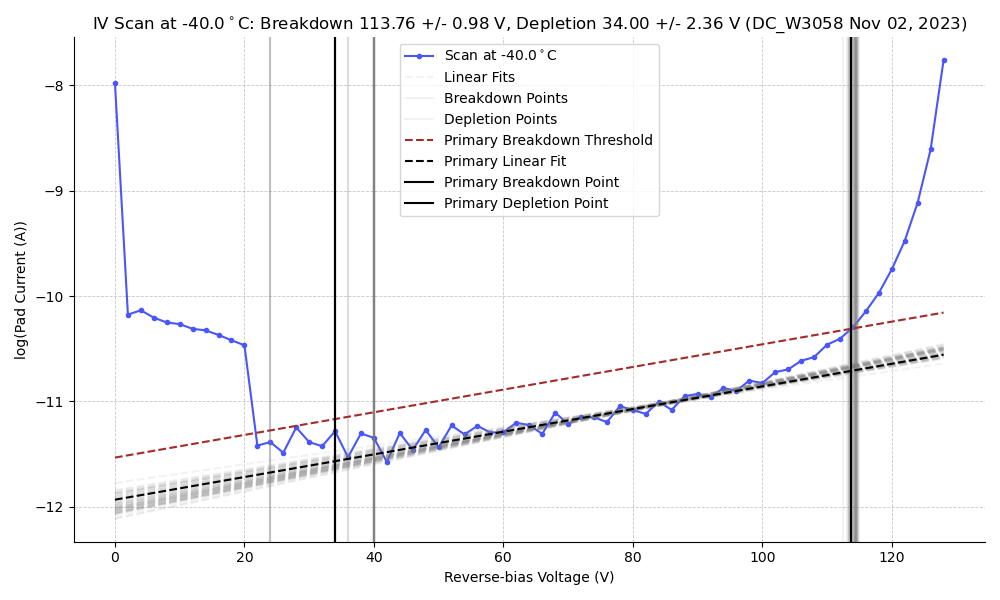 IV Scan at -40.0°C: Breakdown 113.76 +/- 0.98 V, Depletion 34.00 +/- 2.36 V (DC_W3058 Nov 02, 2023)
Scan at -40.0°C
Linear Fits
Breakdown Points
Depletion Points
Primary Breakdown Threshold
Primary Linear Fit
Primary Breakdown Point
Primary Depletion Point
log(Pad Current (A))
−8
−9
−10
−11
−12
0 20 40 60 80 100 120
Reverse-bias Voltage (V)